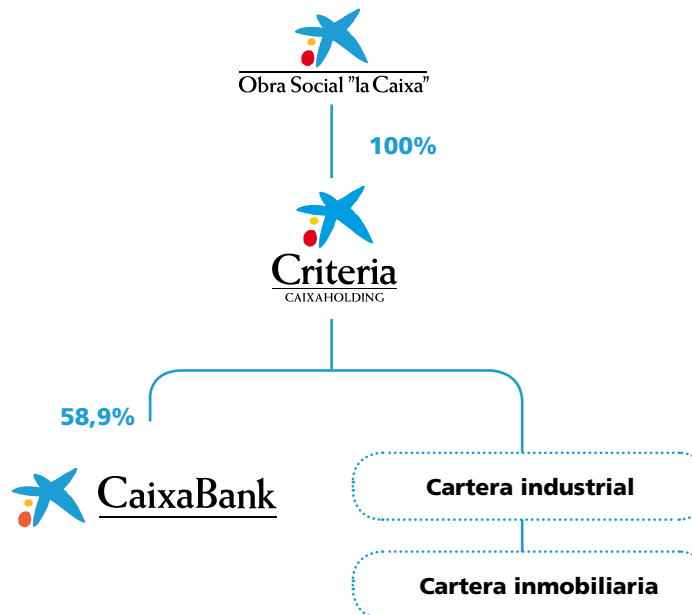 Obra Social "la Caixa"
100%
Criteria
CAIXAHOLDING
58,9%
CaixaBank
Cartera industrial
Cartera inmobiliaria